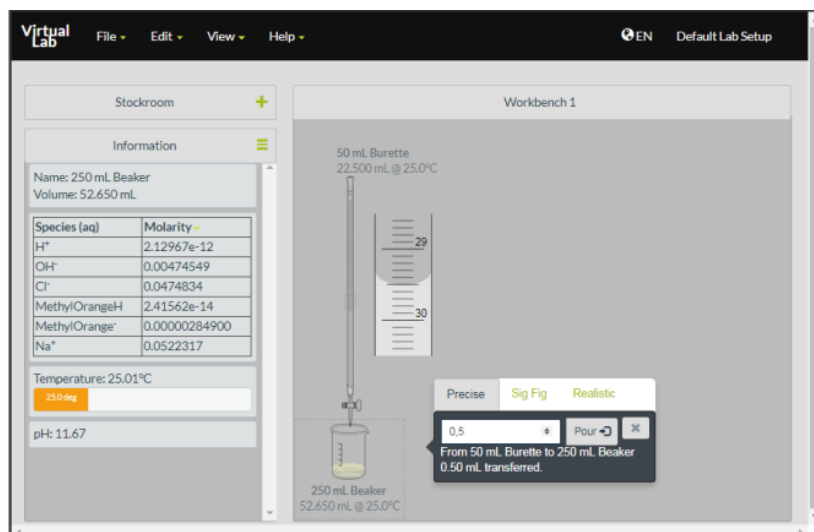 Virtual Lab File Edit View Help EN Default Lab Setup
Stockroom
Information
Name: 250 mL Beaker
Volume: 52.650 mL
Species (aq) Molarity
H⁺ 2.12967e-12
OH⁻ 0.00474549
Cl⁻ 0.0474834
MethylOrangeH 2.41562e-14
MethylOrange⁻ 0.00000284900
Na⁺ 0.0522317
Temperature: 25.01°C
25.0 deg
pH: 11.67
Workbench 1
50 mL Burette
22.500 mL @ 25.0°C
29
30
Precise Sig Fig Realistic
0,5 Pour
From 50 mL Burette to 250 mL Beaker
0.50 mL transferred.
250 mL Beaker
52.650 mL @ 25.0°C